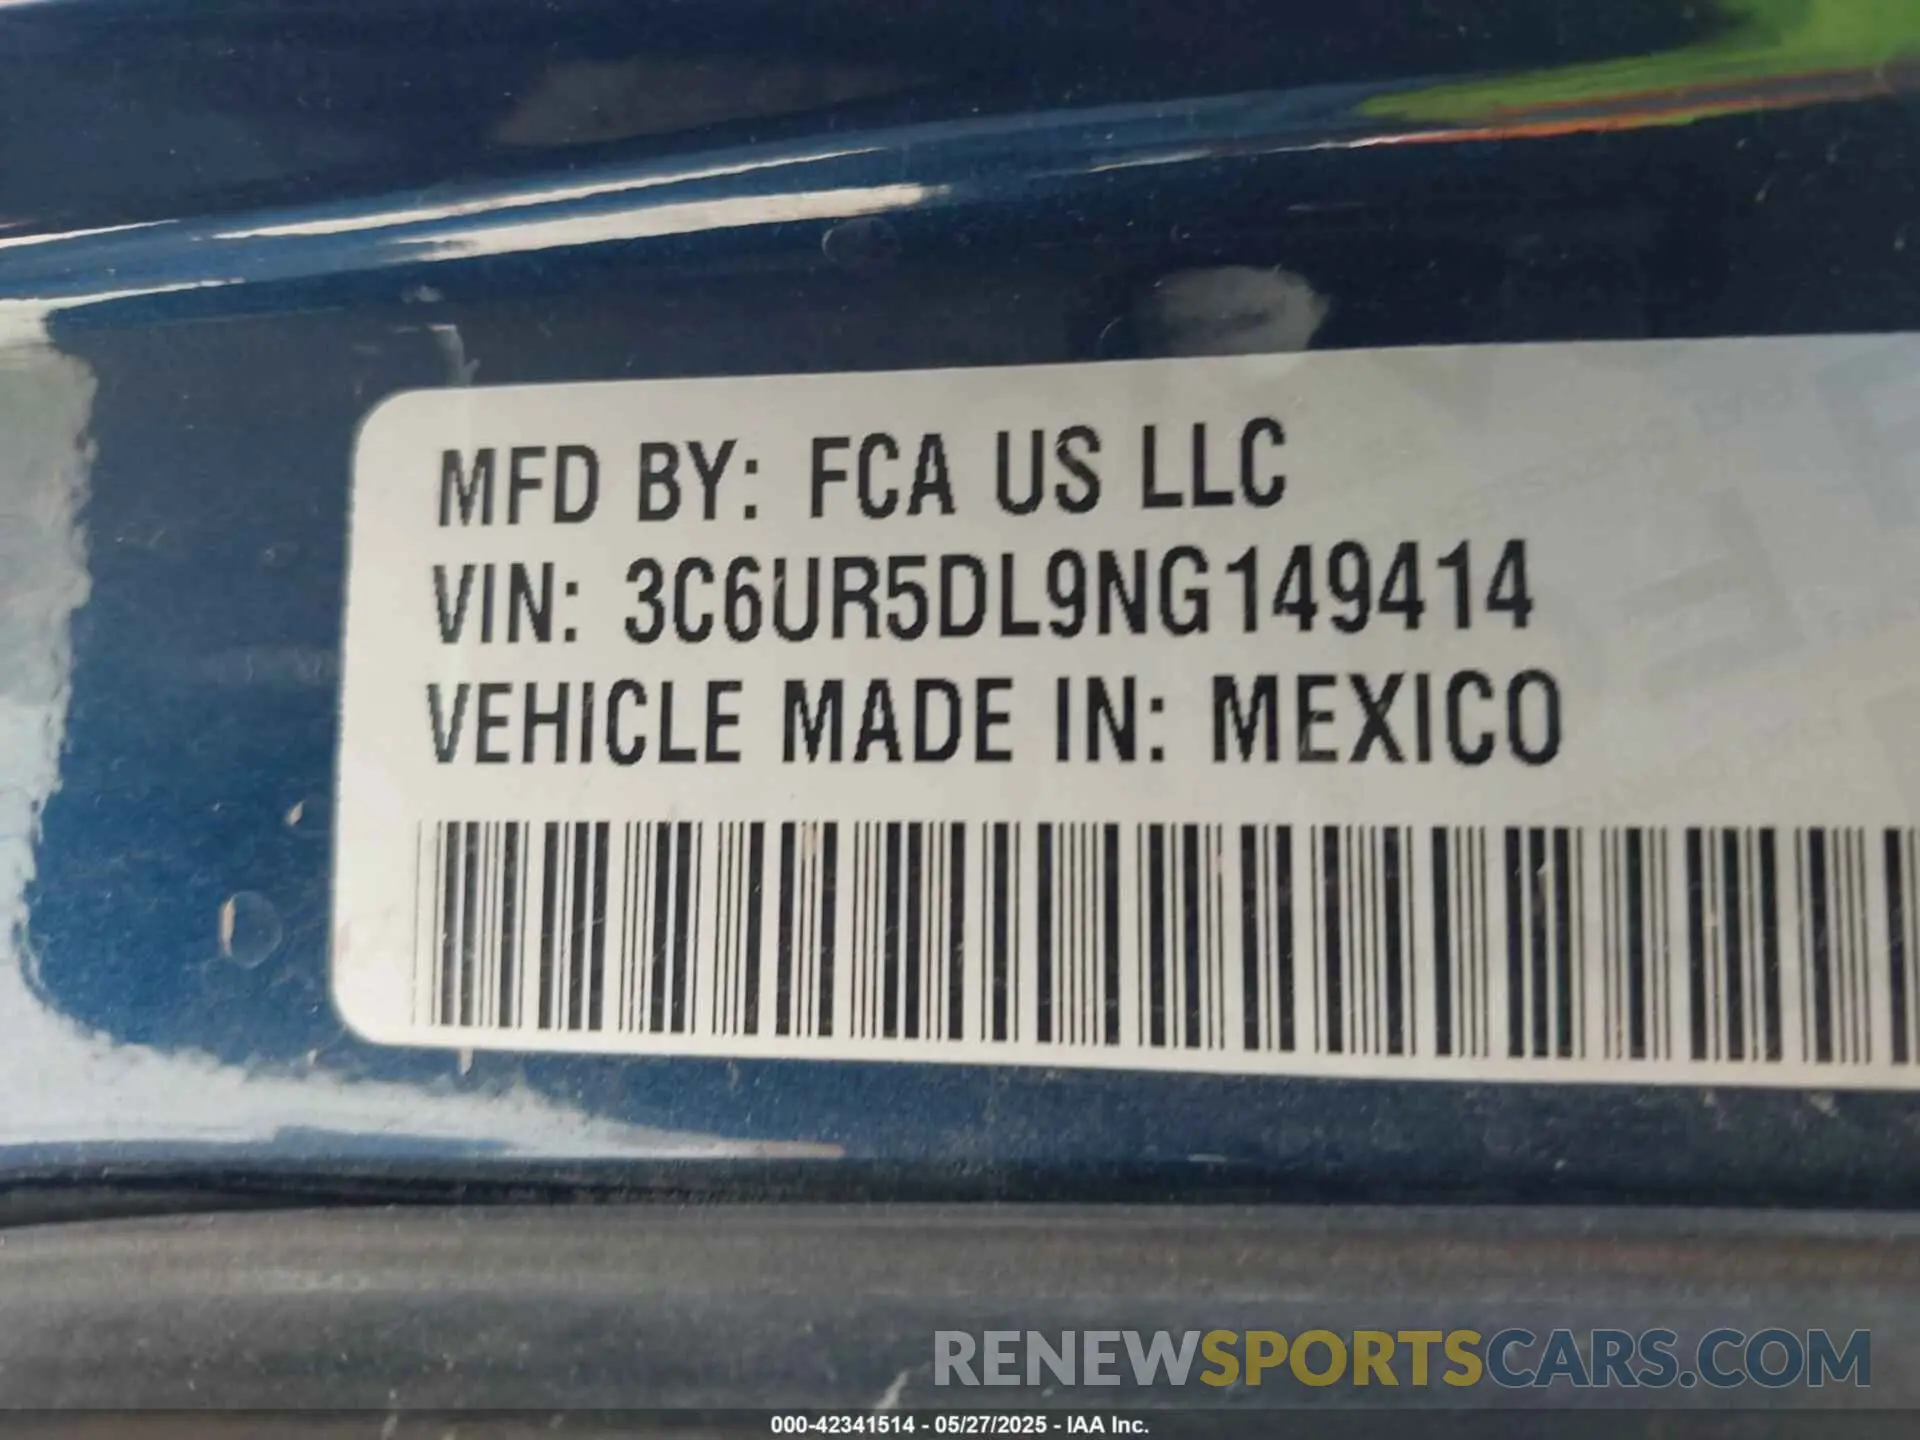 MFD BY: FCA US LLC
VIN: 3C6UR5DL9NG149414
VEHICLE MADE IN: MEXICO
RENEWSPORTSCARS.COM
000-42341514 - 05/27/2025 - IAA Inc.